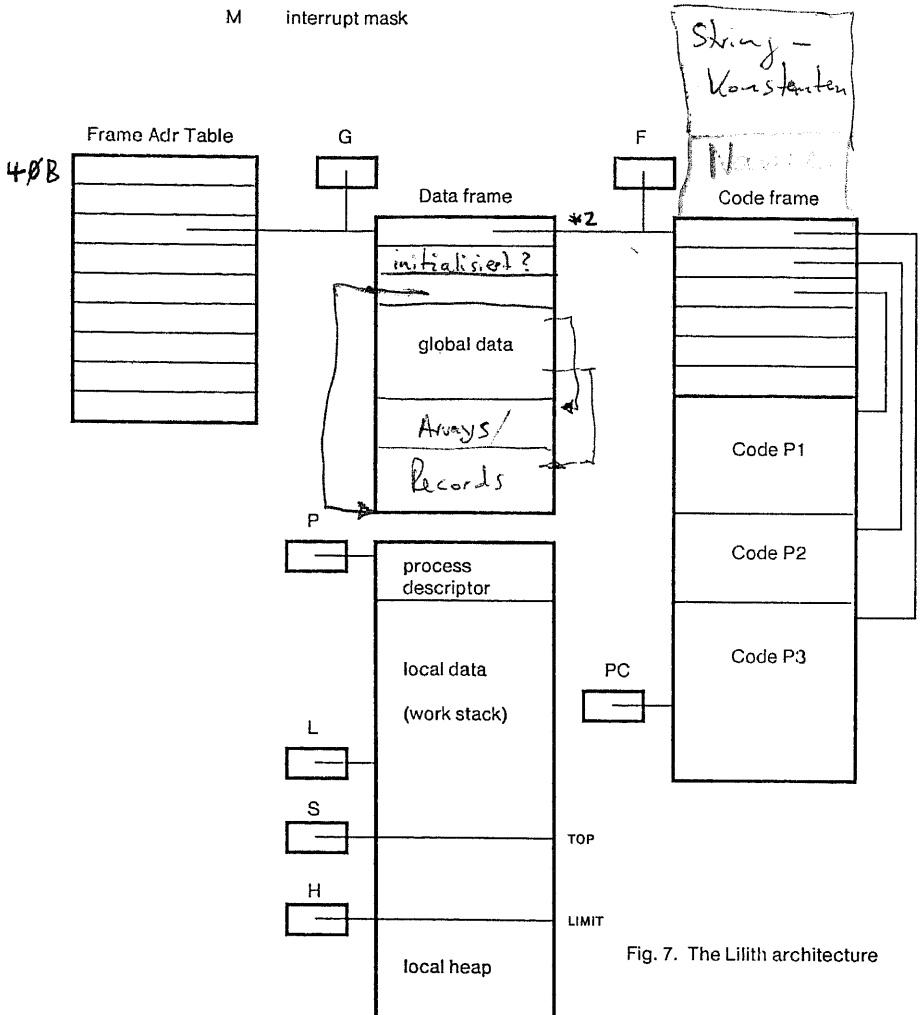 M interrupt mask
String -
Konstanten
Frame Adr Table
G
F
40B
Data frame
Code frame
*2
initialisiert ?
global data
Arrays /
Records
Code P1
Code P2
Code P3
P
process
descriptor
local data
(work stack)
PC
L
S
TOP
H
LIMIT
local heap
Fig. 7. The Lilith architecture